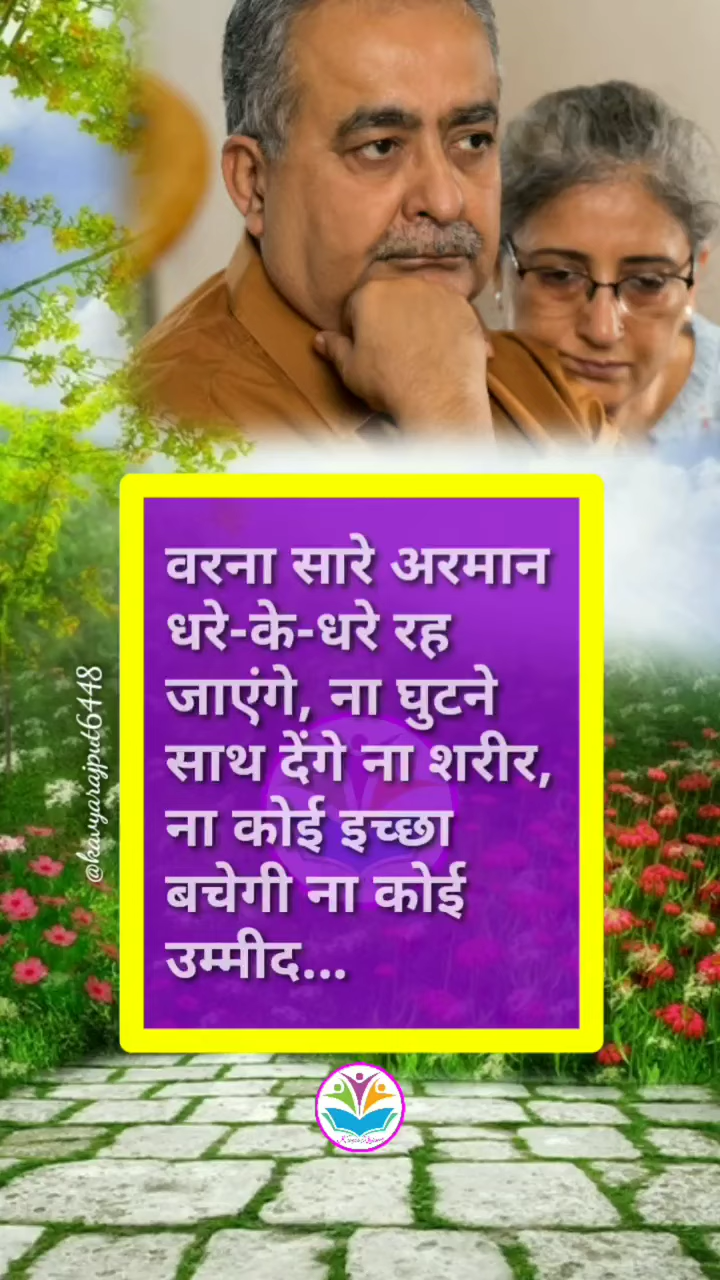 वरना सारे अरमान
धरे-के-धरे रह
जाएंगे, ना घुटने
साथ देंगे ना शरीर,
ना कोई इच्छा
बचेगी ना कोई
उम्मीद...
@kavyarajput6448